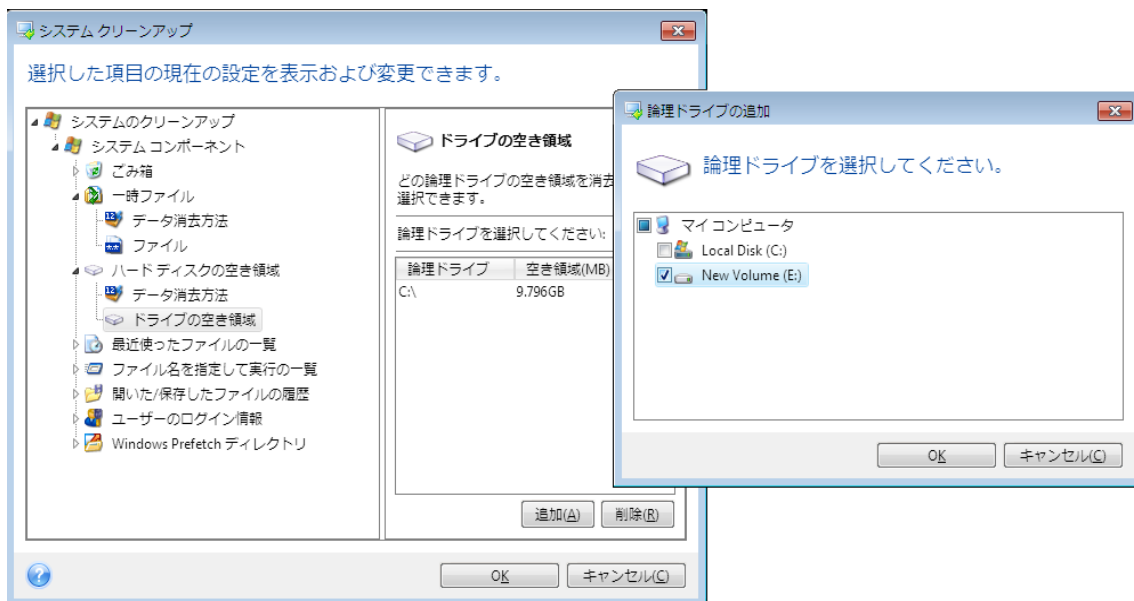 システム クリーンアップ
選択した項目の現在の設定を表示および変更できます。
システムのクリーンアップ
システム コンポーネント
ごみ箱
一時ファイル
データ消去方法
ファイル
ハード ディスクの空き領域
データ消去方法
ドライブの空き領域
最近使ったファイルの一覧
ファイル名を指定して実行の一覧
開いた/保存したファイルの履歴
ユーザーのログイン情報
Windows Prefetch ディレクトリ
ドライブの空き領域
どの論理ドライブの空き領域を消去
選択できます。
論理ドライブを選択してください:
論理ドライブ 空き領域(MB)
C:\ 9.796GB
追加(A) 削除(R)
OK キャンセル(C)
論理ドライブの追加
論理ドライブを選択してください。
マイ コンピュータ
Local Disk (C:)
New Volume (E:)
OK キャンセル(C)